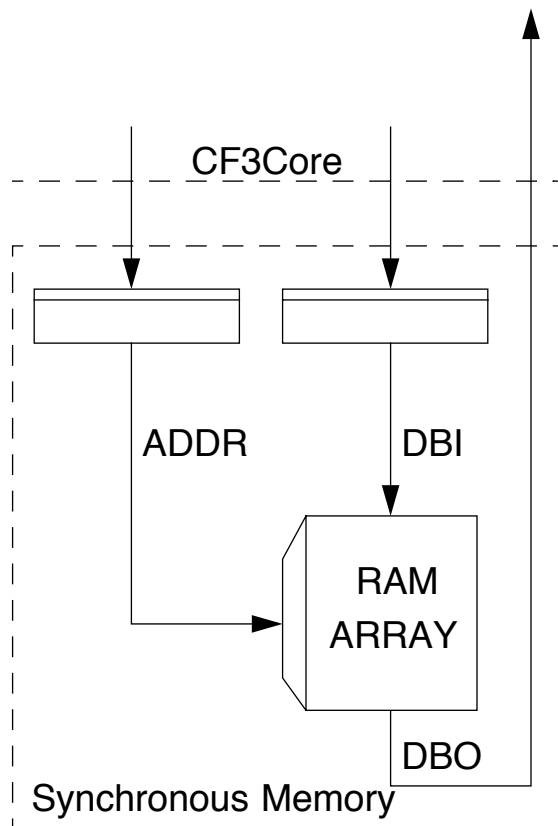 CF3Core
ADDR
DBI
RAM
ARRAY
DBO
Synchronous Memory